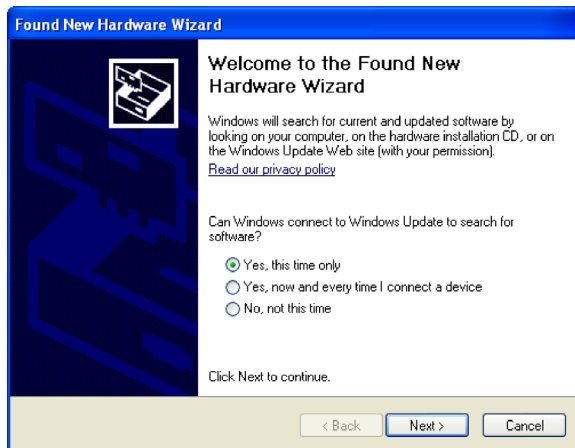 Found New Hardware Wizard
Welcome to the Found New
Hardware Wizard
Windows will search for current and updated software by
looking on your computer, on the hardware installation CD, or on
the Windows Update Web site (with your permission).
Read our privacy policy
Can Windows connect to Windows Update to search for
software?
Yes, this time only
Yes, now and every time I connect a device
No, not this time
Click Next to continue.
< Back Next > Cancel